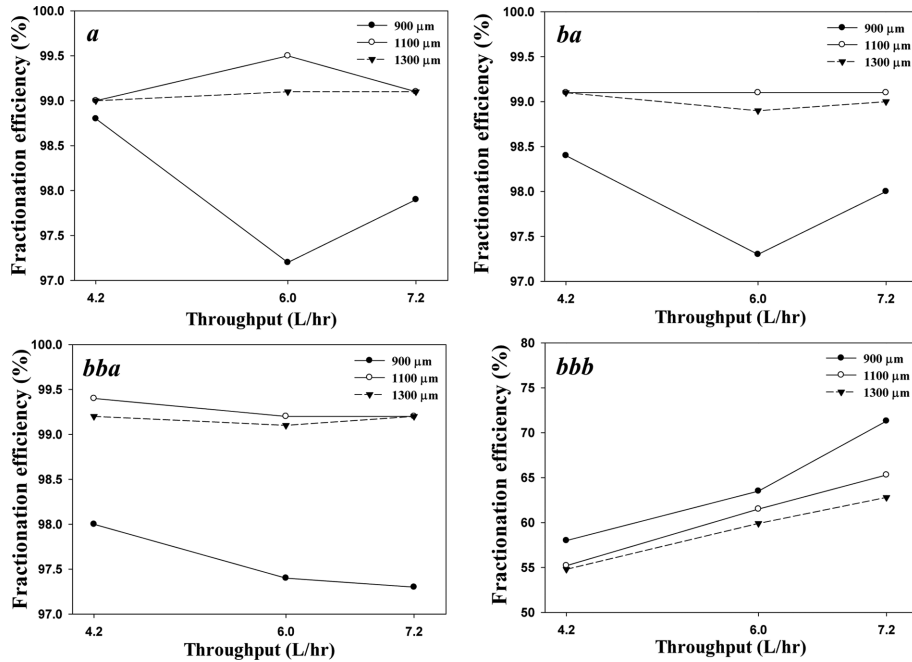 a
900 μm
1100 μm
1300 μm
Fractionation efficiency (%)
100.0
99.5
99.0
98.5
98.0
97.5
97.0
4.2 6.0 7.2
Throughput (L/hr)
ba
900 μm
1100 μm
1300 μm
Fractionation efficiency (%)
100.0
99.5
99.0
98.5
98.0
97.5
97.0
4.2 6.0 7.2
Throughput (L/hr)
bba
900 μm
1100 μm
1300 μm
Fractionation efficiency (%)
100.0
99.5
99.0
98.5
98.0
97.5
97.0
4.2 6.0 7.2
Throughput (L/hr)
bbb
900 μm
1100 μm
1300 μm
Fractionation efficiency (%)
80
75
70
65
60
55
50
4.2 6.0 7.2
Throughput (L/hr)